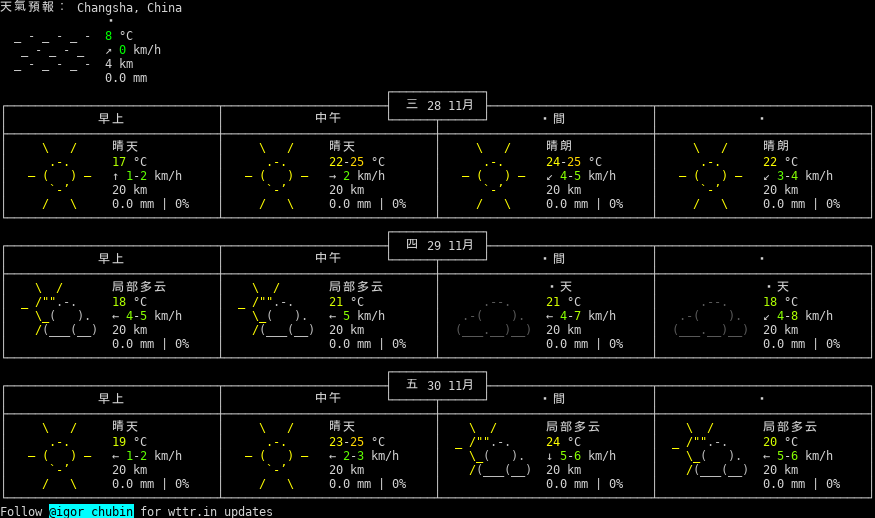 天氣預報： Changsha, China
8 °C
↗ 0 km/h
4 km
0.0 mm
三 28 11月
早上 中午 ・間 ・
晴天 晴天 晴朗 晴朗
17 °C 22-25 °C 24-25 °C 22 °C
↑ 1-2 km/h → 2 km/h ↙ 4-5 km/h ↙ 3-4 km/h
20 km 20 km 20 km 20 km
0.0 mm | 0% 0.0 mm | 0% 0.0 mm | 0% 0.0 mm | 0%
四 29 11月
早上 中午 ・間 ・
局部多云 局部多云 ・天 ・天
18 °C 21 °C 21 °C 18 °C
← 4-5 km/h ← 5 km/h ← 4-7 km/h ↙ 4-8 km/h
20 km 20 km 20 km 20 km
0.0 mm | 0% 0.0 mm | 0% 0.0 mm | 0% 0.0 mm | 0%
五 30 11月
早上 中午 ・間 ・
晴天 晴天 局部多云 局部多云
19 °C 23-25 °C 24 °C 20 °C
← 1-2 km/h ← 2-3 km/h ↓ 5-6 km/h ← 5-6 km/h
20 km 20 km 20 km 20 km
0.0 mm | 0% 0.0 mm | 0% 0.0 mm | 0% 0.0 mm | 0%
Follow @igor_chubin for wttr.in updates